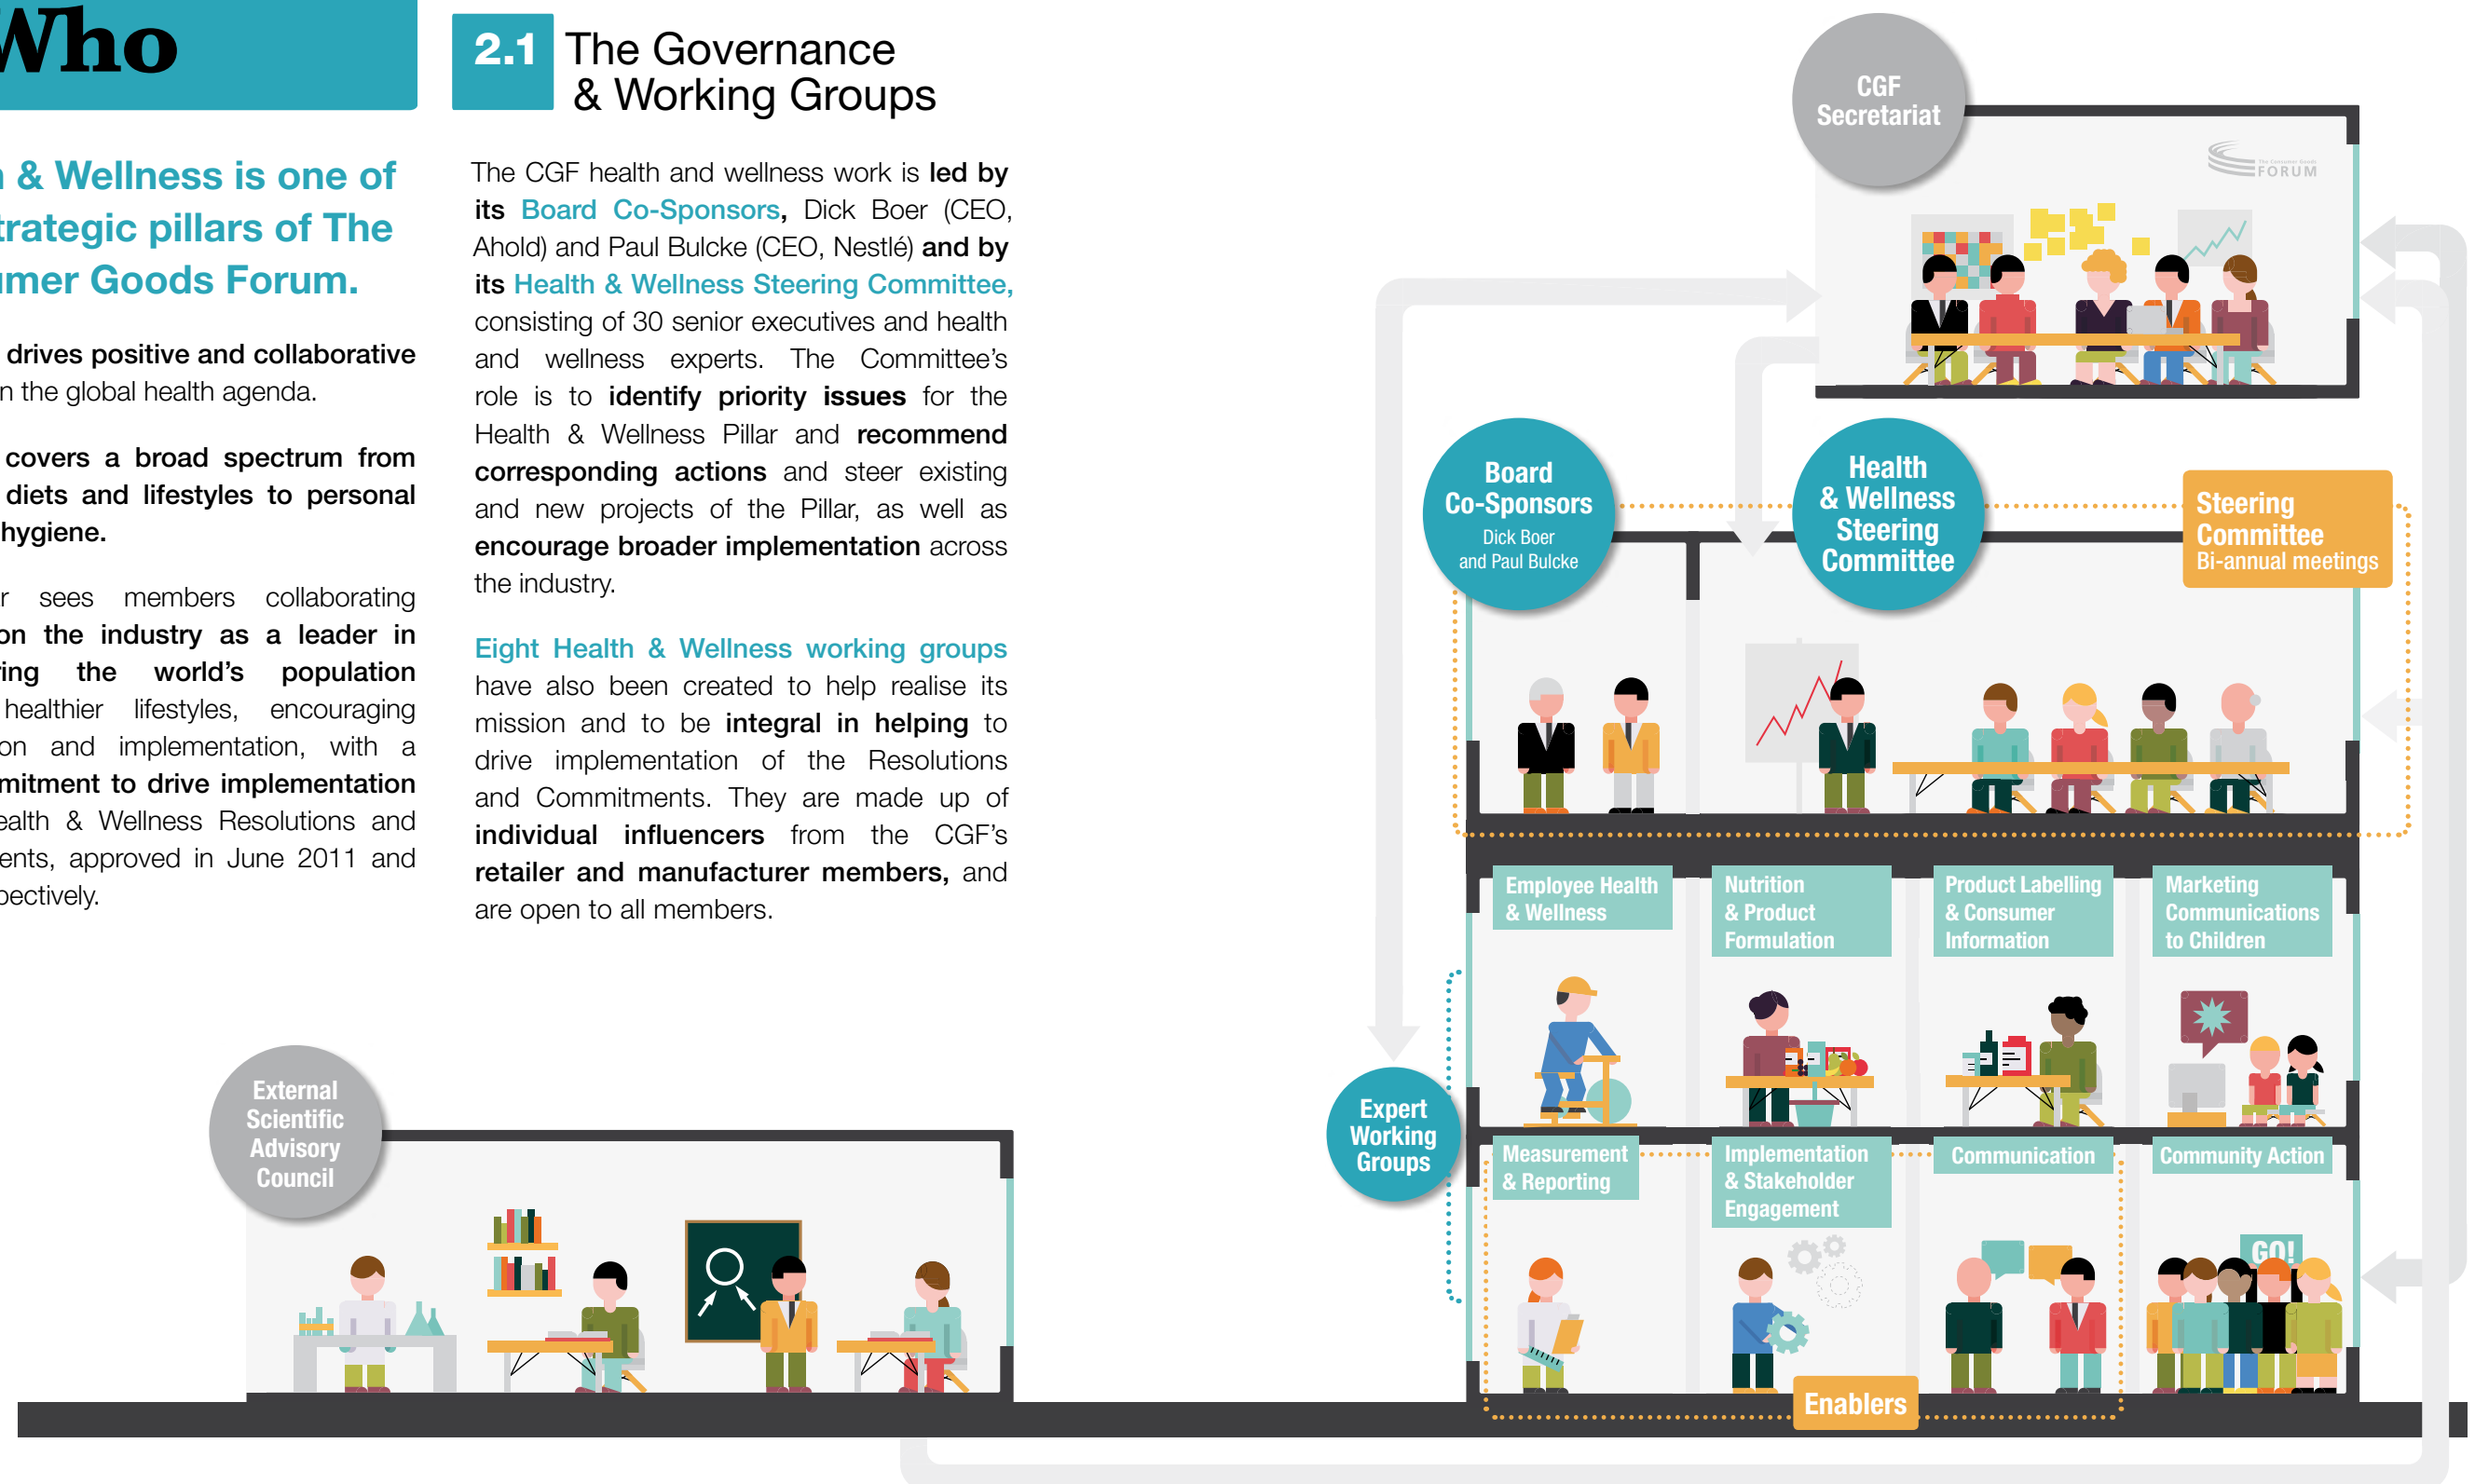 Who
& Wellness is one of
pillars of The
Goods Forum.
drives positive and collaborative
the global health agenda.
covers a broad spectrum from
diets and lifestyles to personal
hygiene.
sees members collaborating
the industry as a leader in
the world's population
healthier lifestyles, encouraging
and implementation, with a
to drive implementation
& Wellness Resolutions and
approved in June 2011 and
2.1 The Governance
& Working Groups
The CGF health and wellness work is led by
its Board Co-Sponsors, Dick Boer (CEO,
Ahold) and Paul Bulcke (CEO, Nestlé) and by
its Health & Wellness Steering Committee,
consisting of 30 senior executives and health
and wellness experts. The Committee's
role is to identify priority issues for the
Health & Wellness Pillar and recommend
corresponding actions and steer existing
and new projects of the Pillar, as well as
encourage broader implementation across
the industry.
Eight Health & Wellness working groups
have also been created to help realise its
mission and to be integral in helping to
drive implementation of the Resolutions
and Commitments. They are made up of
individual influencers from the CGF's
retailer and manufacturer members, and
are open to all members.
External
Scientific
Advisory
Council
CGF
Secretariat
The Consumer Goods
FORUM
Board
Co-Sponsors
Dick Boer
and Paul Bulcke
Health
& Wellness
Steering
Committee
Steering
Committee
Bi-annual meetings
Employee Health
& Wellness
Nutrition
& Product
Formulation
Product Labelling
& Consumer
Information
Marketing
Communications
to Children
Expert
Working
Groups
Measurement
& Reporting
Implementation
& Stakeholder
Engagement
Communication
Community Action
GO!
Enablers